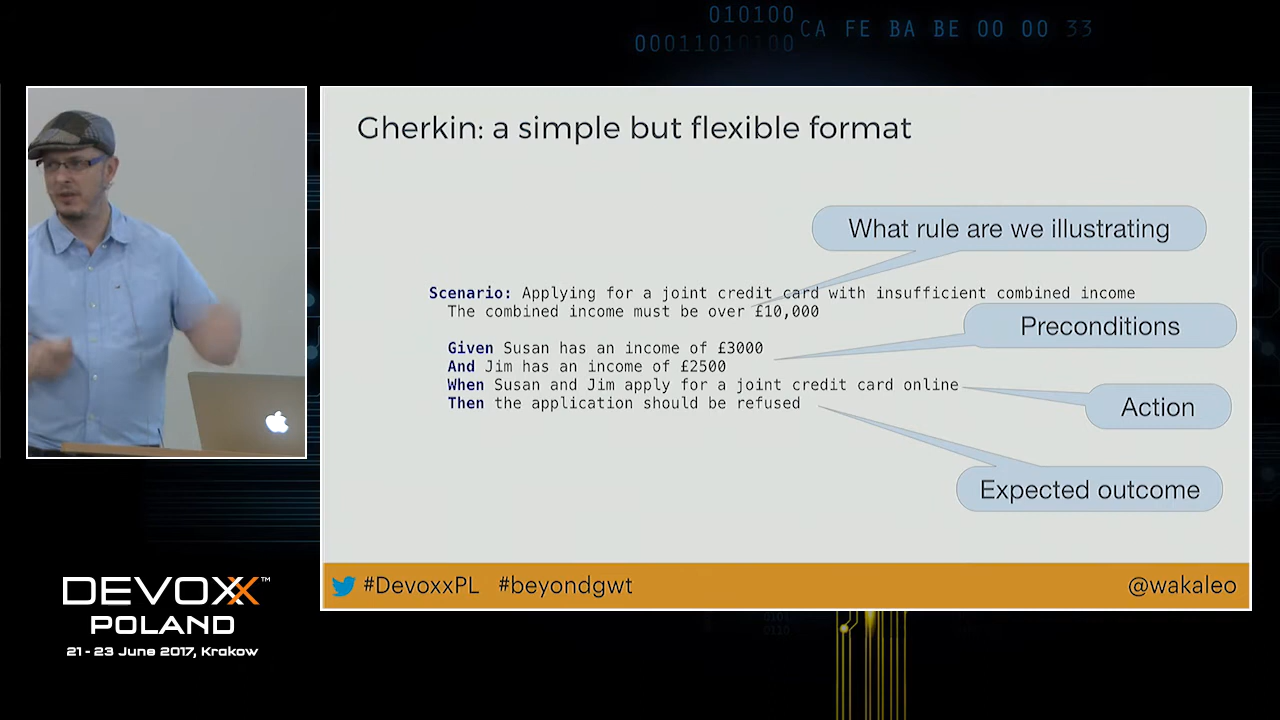 010100
00011010100
CA FE BA BE 00 00 33
Gherkin: a simple but flexible format
What rule are we illustrating
Scenario: Applying for a joint credit card with insufficient combined income
The combined income must be over £10,000
Preconditions
Given Susan has an income of £3000
And Jim has an income of £2500
When Susan and Jim apply for a joint credit card online
Then the application should be refused
Action
Expected outcome
#DevoxxPL #beyondgwt
@wakaleo
DEVOXX™
POLAND
21 - 23 June 2017, Krakow